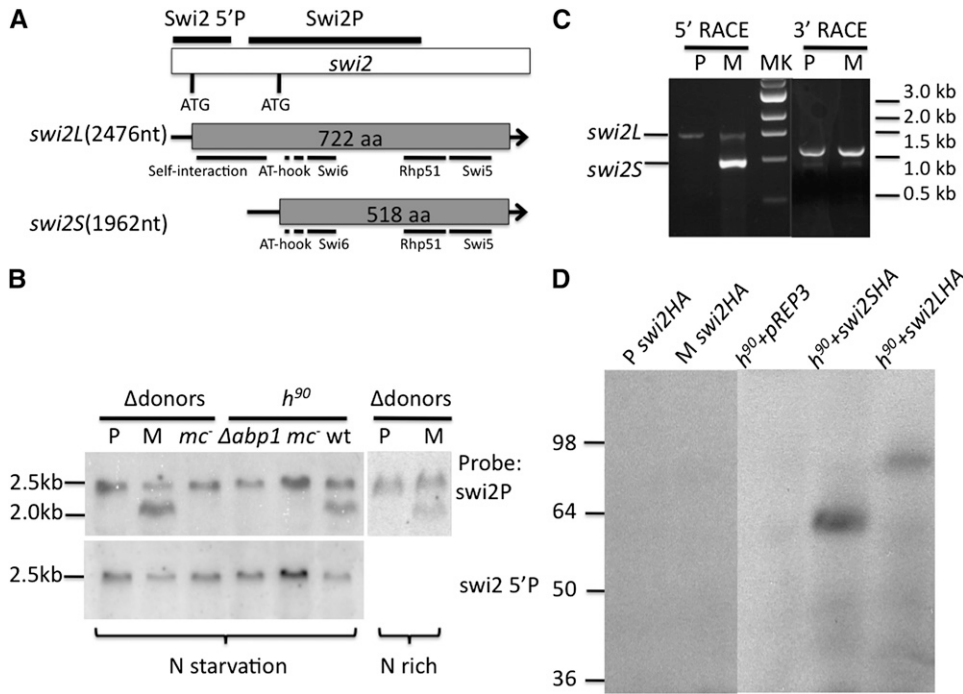 A
Swi2 5’P
Swi2P
swi2
ATG
ATG
swi2L(2476nt)
722 aa
Self-interaction
AT-hook
Swi6
Rhp51
Swi5
swi2S(1962nt)
518 aa
AT-hook
Swi6
Rhp51
Swi5
B
Δdonors
h⁹⁰
Δdonors
P M mc⁻ Δabp1 mc⁻ wt
P M
2.5kb
2.0kb
Probe:
swi2P
2.5kb
swi2 5’P
N starvation
N rich
C
5’ RACE
3’ RACE
P M MK P M
swi2L
swi2S
3.0 kb
2.0 kb
1.5 kb
1.0 kb
0.5 kb
D
P swi2HA
M swi2HA
h⁹⁰+pREP3
h⁹⁰+swi2SHA
h⁹⁰+swi2LHA
98
64
50
36